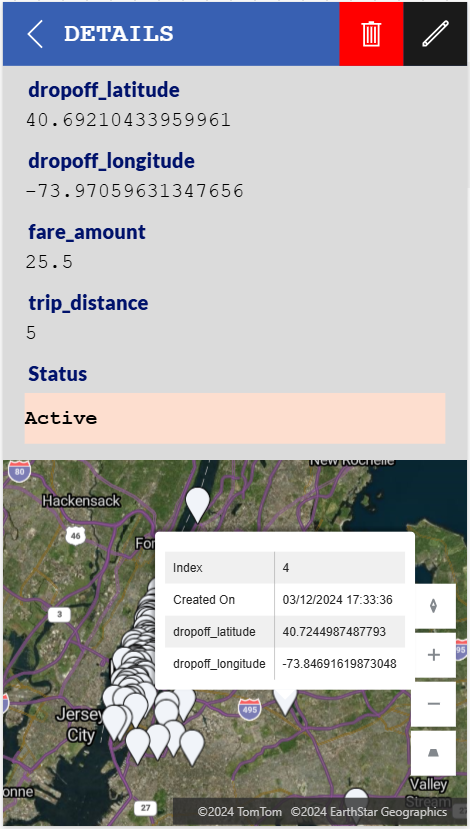 DETAILS
dropoff_latitude
40.69210433959961
dropoff_longitude
-73.97059631347656
fare_amount
25.5
trip_distance
5
Status
Active
New Rochelle
80
Hackensack
46
For
Index 4
Created On 03/12/2024 17:33:36
3
dropoff_latitude 40.7244987487793
95
dropoff_longitude -73.84691619873048
495
Jersey
City
Valley
Stream
onne
27
©2024 TomTom ©2024 EarthStar Geographics